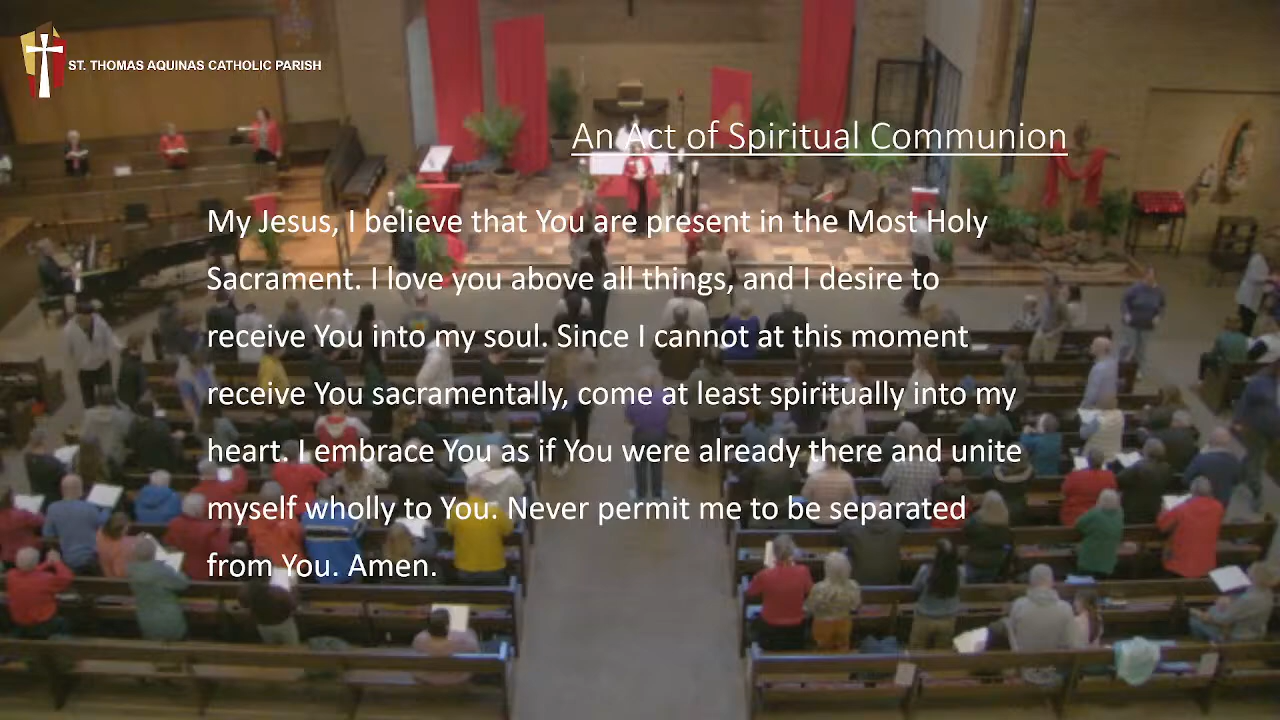 ST. THOMAS AQUINAS CATHOLIC PARISH
An Act of Spiritual Communion
My Jesus, I believe that You are present in the Most Holy
Sacrament. I love you above all things, and I desire to
receive You into my soul. Since I cannot at this moment
receive You sacramentally, come at least spiritually into my
heart. I embrace You as if You were already there and unite
myself wholly to You. Never permit me to be separated
from You. Amen.